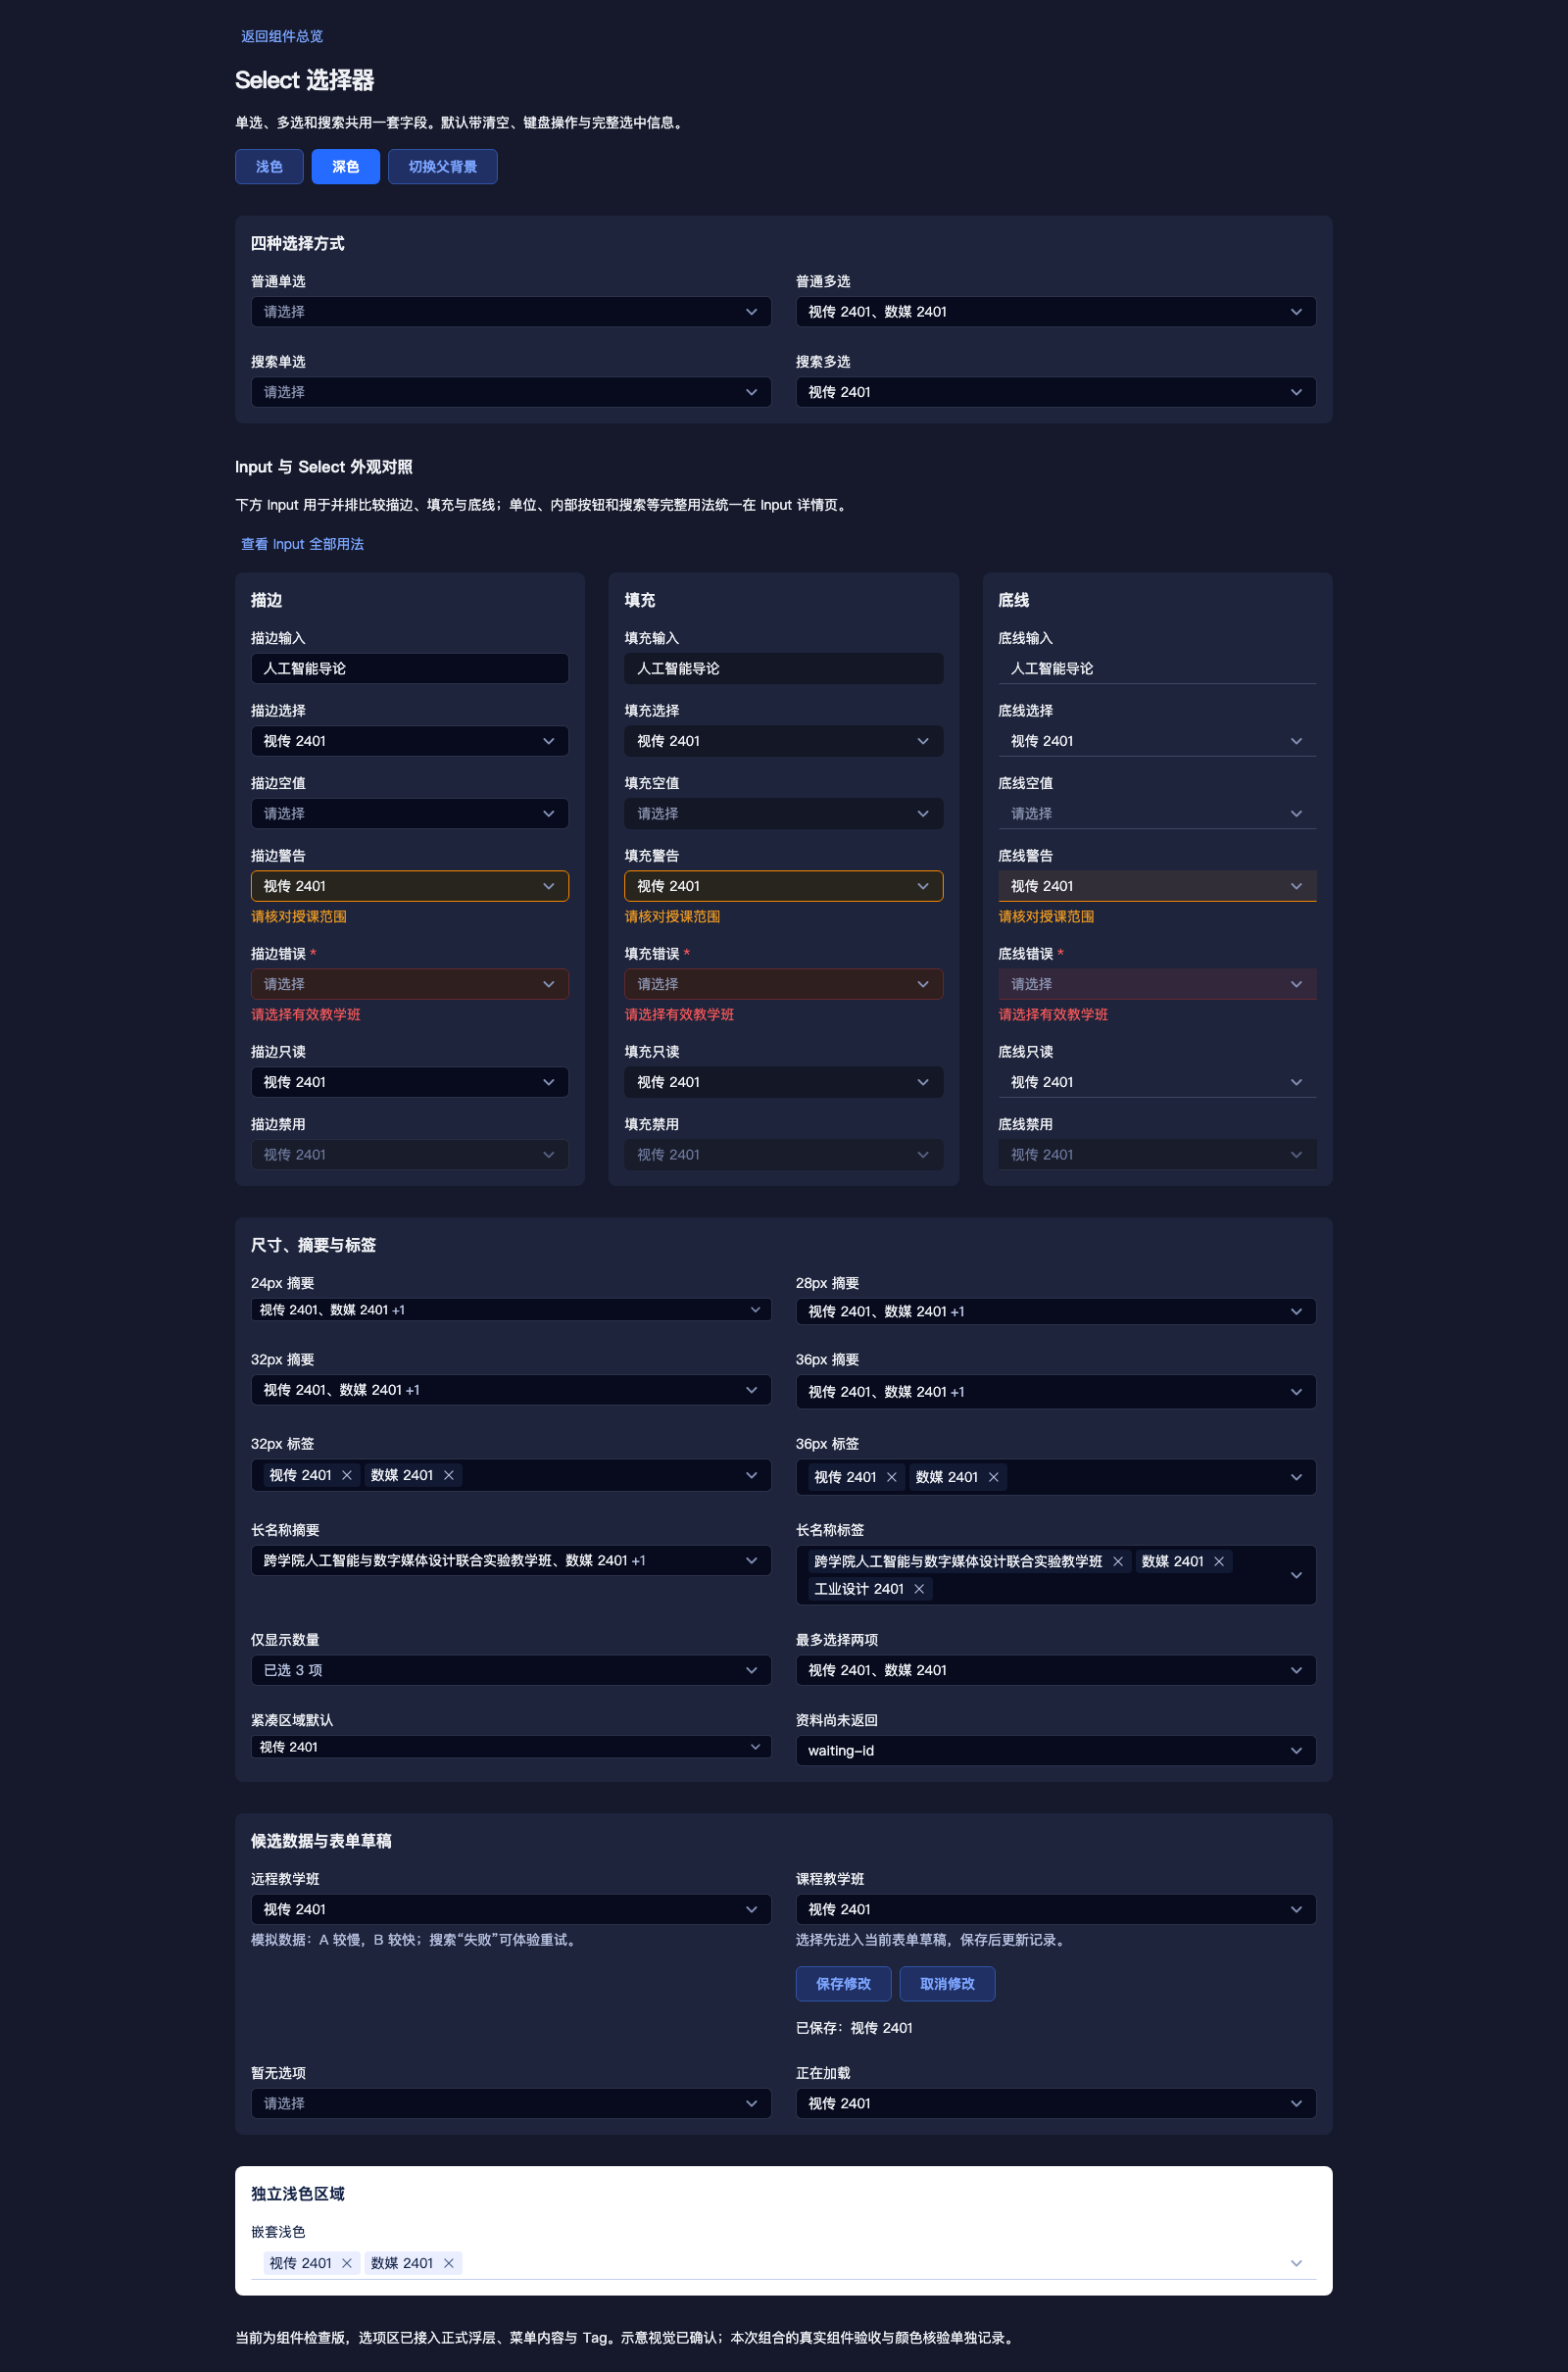 返回组件总览
Select 选择器
单选、多选和搜索共用一套字段。默认带清空、键盘操作与完整选中信息。
浅色 深色 切换父背景
四种选择方式
普通单选 普通多选
请选择 视传 2401、数媒 2401
搜索单选 搜索多选
请选择 视传 2401
Input 与 Select 外观对照
下方 Input 用于并排比较描边、填充与底线；单位、内部按钮和搜索等完整用法统一在 Input 详情页。
查看 Input 全部用法
描边
描边输入
人工智能导论
描边选择
视传 2401
描边空值
请选择
描边警告
视传 2401
请核对授课范围
描边错误 *
请选择
请选择有效教学班
描边只读
视传 2401
描边禁用
视传 2401
填充
填充输入
人工智能导论
填充选择
视传 2401
填充空值
请选择
填充警告
视传 2401
请核对授课范围
填充错误 *
请选择
请选择有效教学班
填充只读
视传 2401
填充禁用
视传 2401
底线
底线输入
人工智能导论
底线选择
视传 2401
底线空值
请选择
底线警告
视传 2401
请核对授课范围
底线错误 *
请选择
请选择有效教学班
底线只读
视传 2401
底线禁用
视传 2401
尺寸、摘要与标签
24px 摘要 28px 摘要
视传 2401、数媒 2401 +1 视传 2401、数媒 2401 +1
32px 摘要 36px 摘要
视传 2401、数媒 2401 +1 视传 2401、数媒 2401 +1
32px 标签 36px 标签
视传 2401 数媒 2401 视传 2401 数媒 2401
长名称摘要 长名称标签
跨学院人工智能与数字媒体设计联合实验教学班、数媒 2401 +1 跨学院人工智能与数字媒体设计联合实验教学班 数媒 2401
工业设计 2401
仅显示数量 最多选择两项
已选 3 项 视传 2401、数媒 2401
紧凑区域默认 资料尚未返回
视传 2401 waiting-id
候选数据与表单草稿
远程教学班 课程教学班
视传 2401 视传 2401
模拟数据：A 较慢，B 较快；搜索“失败”可体验重试。 选择先进入当前表单草稿，保存后更新记录。
保存修改 取消修改
已保存：视传 2401
暂无选项 正在加载
请选择 视传 2401
独立浅色区域
嵌套浅色
视传 2401 数媒 2401
当前为组件检查版，选项区已接入正式浮层、菜单内容与 Tag。示意视觉已确认；本次组合的真实组件验收与颜色核验单独记录。